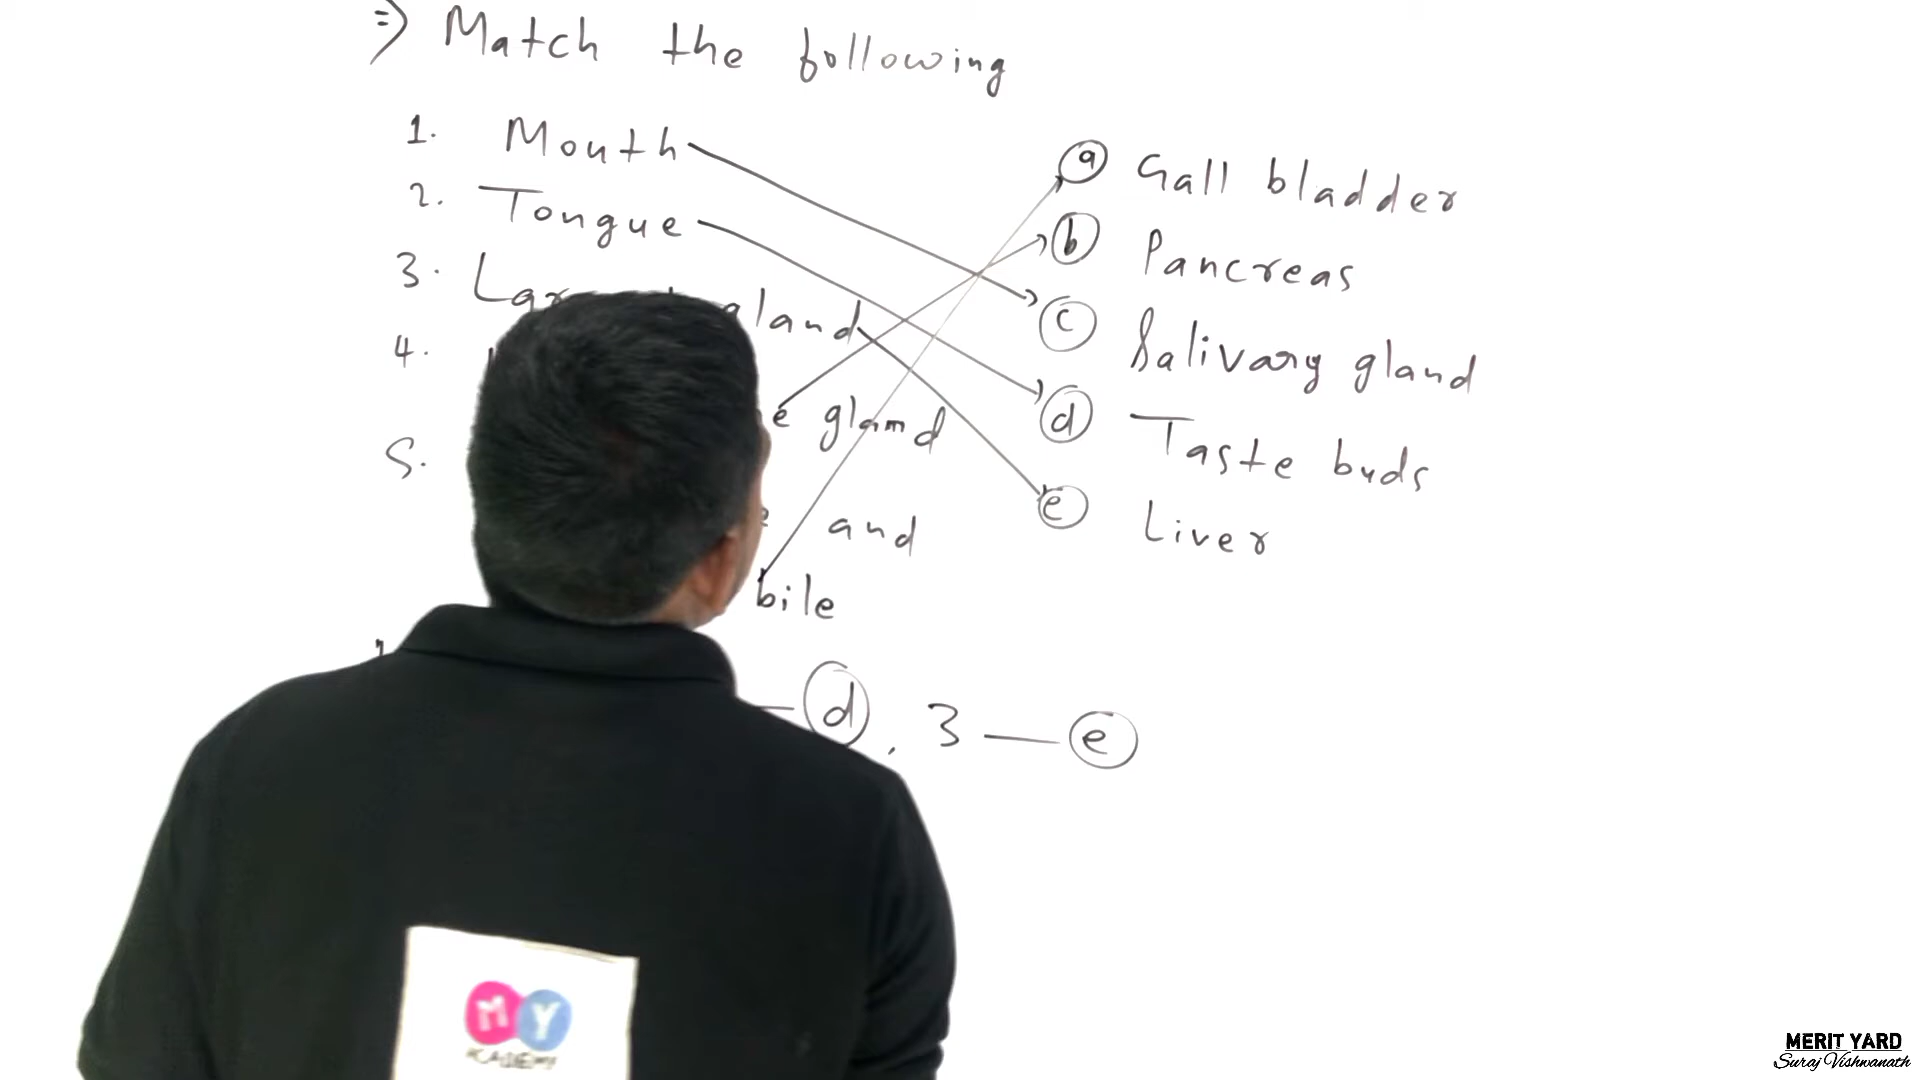 ⇒ Match the following
1. Mouth
2. Tongue
3. gland
4. gland
5. and
bile
a Gall bladder
b Pancreas
c Salivary gland
d Taste buds
e Liver
— d, 3 — e
MY
MERIT YARD
Suraj Vishwanath